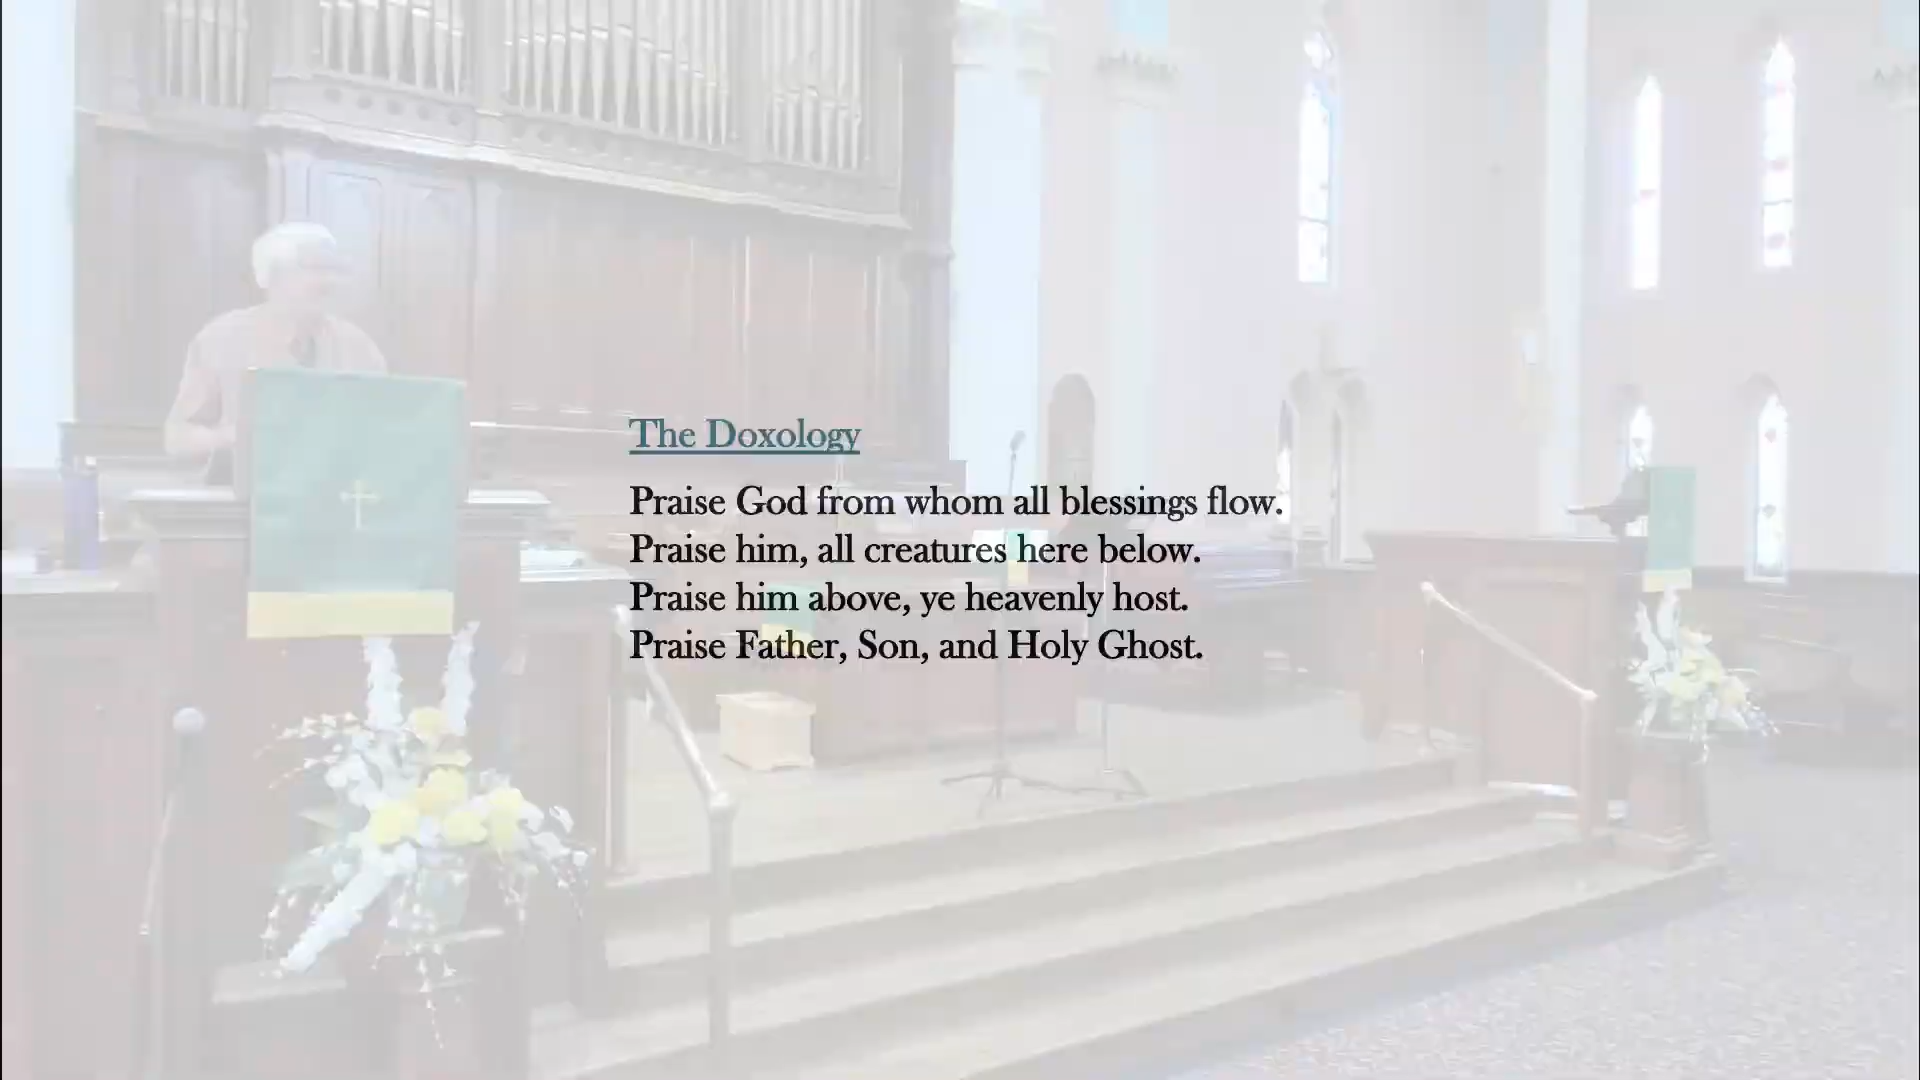 The Doxology
Praise God from whom all blessings flow.
Praise him, all creatures here below.
Praise him above, ye heavenly host.
Praise Father, Son, and Holy Ghost.